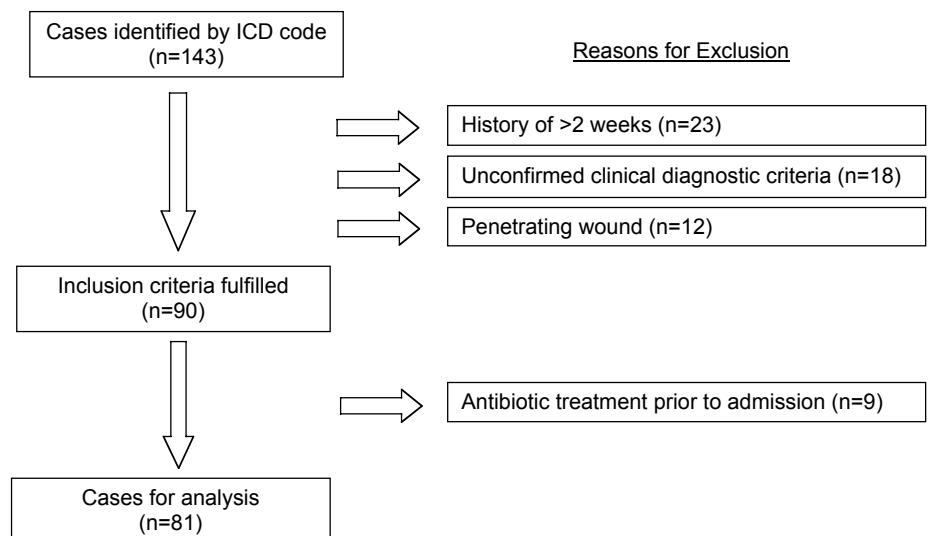 Cases identified by ICD code
(n=143)
Reasons for Exclusion
History of >2 weeks (n=23)
Unconfirmed clinical diagnostic criteria (n=18)
Penetrating wound (n=12)
Inclusion criteria fulfilled
(n=90)
Antibiotic treatment prior to admission (n=9)
Cases for analysis
(n=81)